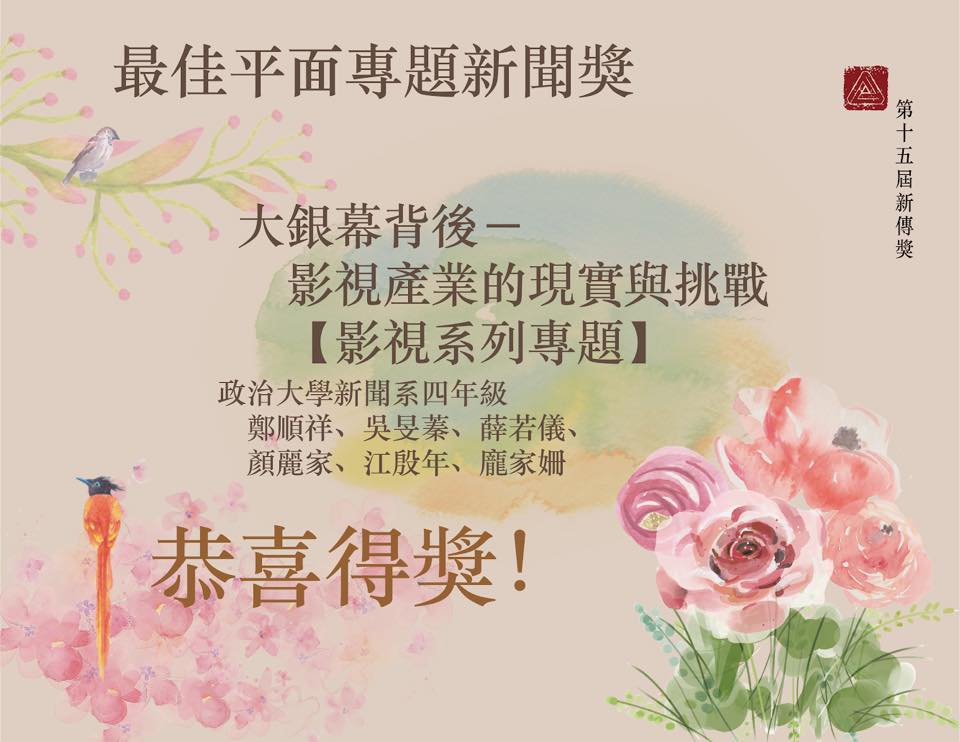 最佳平面專題新聞獎
第十五屆新傳獎
大銀幕背後－
影視產業的現實與挑戰
【影視系列專題】
政治大學新聞系四年級
鄭順祥、吳旻蓁、薛若儀、
顏麗家、江殷年、龐家姍
恭喜得獎！